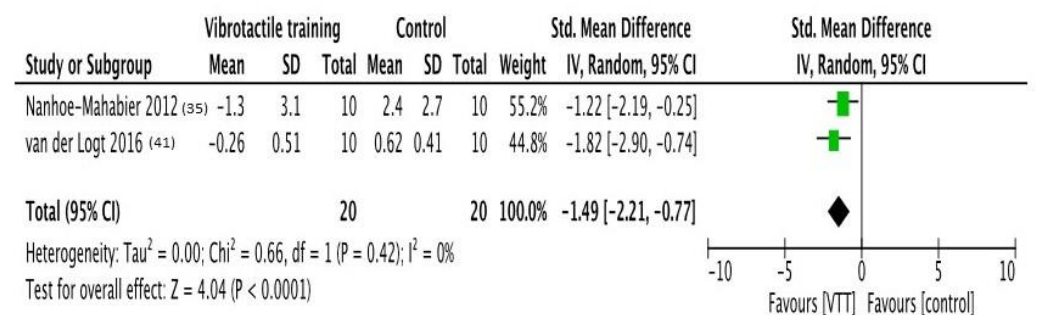 Vibrotactile training Control Std. Mean Difference Std. Mean Difference
Study or Subgroup Mean SD Total Mean SD Total Weight IV, Random, 95% CI IV, Random, 95% CI
Nanhoe-Mahabier 2012 (35) -1.3 3.1 10 2.4 2.7 10 55.2% -1.22 [-2.19, -0.25]
van der Logt 2016 (41) -0.26 0.51 10 0.62 0.41 10 44.8% -1.82 [-2.90, -0.74]
Total (95% CI) 20 20 100.0% -1.49 [-2.21, -0.77]
Heterogeneity: Tau² = 0.00; Chi² = 0.66, df = 1 (P = 0.42); I² = 0%
Test for overall effect: Z = 4.04 (P < 0.0001)
-10 -5 0 5 10
Favours [VTT] Favours [control]